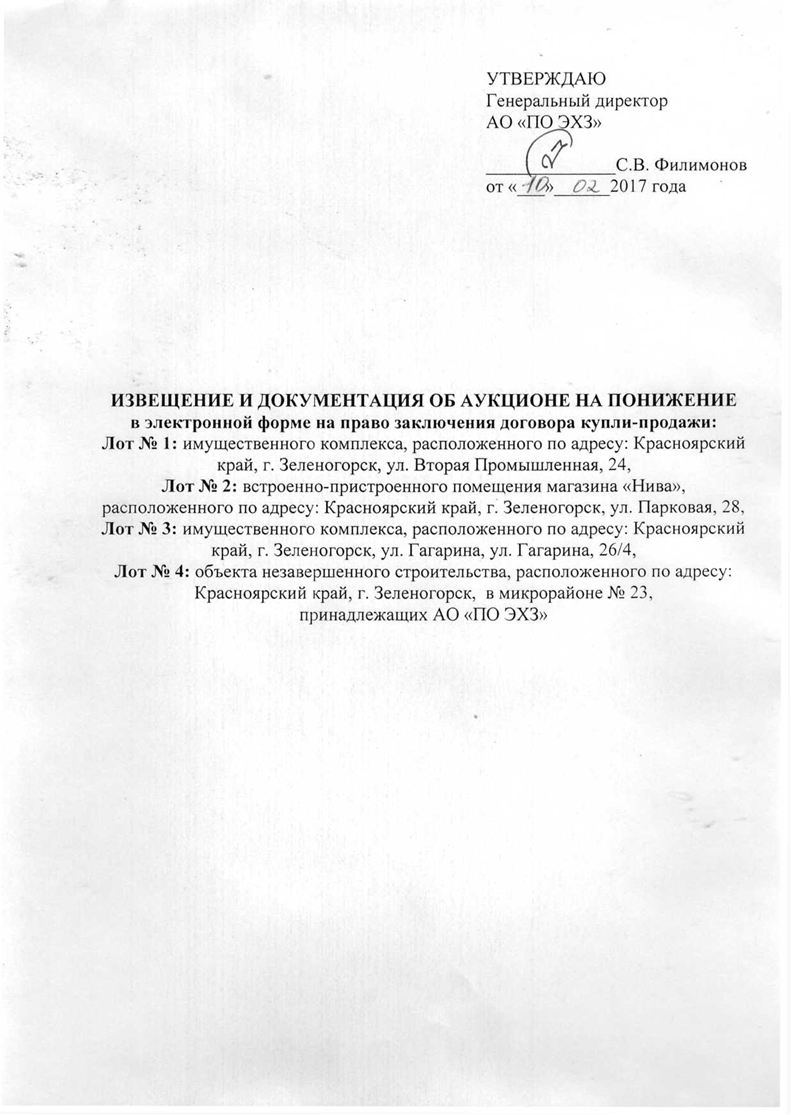 УТВЕРЖДАЮ
Генеральный директор
АО «ПО ЭХЗ»
С.В. Филимонов
от «10» 02 2017 года
ИЗВЕЩЕНИЕ И ДОКУМЕНТАЦИЯ ОБ АУКЦИОНЕ НА ПОНИЖЕНИЕ
в электронной форме на право заключения договора купли-продажи:
Лот № 1: имущественного комплекса, расположенного по адресу: Красноярский
край, г. Зеленогорск, ул. Вторая Промышленная, 24,
Лот № 2: встроенно-пристроенного помещения магазина «Нива»,
расположенного по адресу: Красноярский край, г. Зеленогорск, ул. Парковая, 28,
Лот № 3: имущественного комплекса, расположенного по адресу: Красноярский
край, г. Зеленогорск, ул. Гагарина, ул. Гагарина, 26/4,
Лот № 4: объекта незавершенного строительства, расположенного по адресу:
Красноярский край, г. Зеленогорск, в микрорайоне № 23,
принадлежащих АО «ПО ЭХЗ»